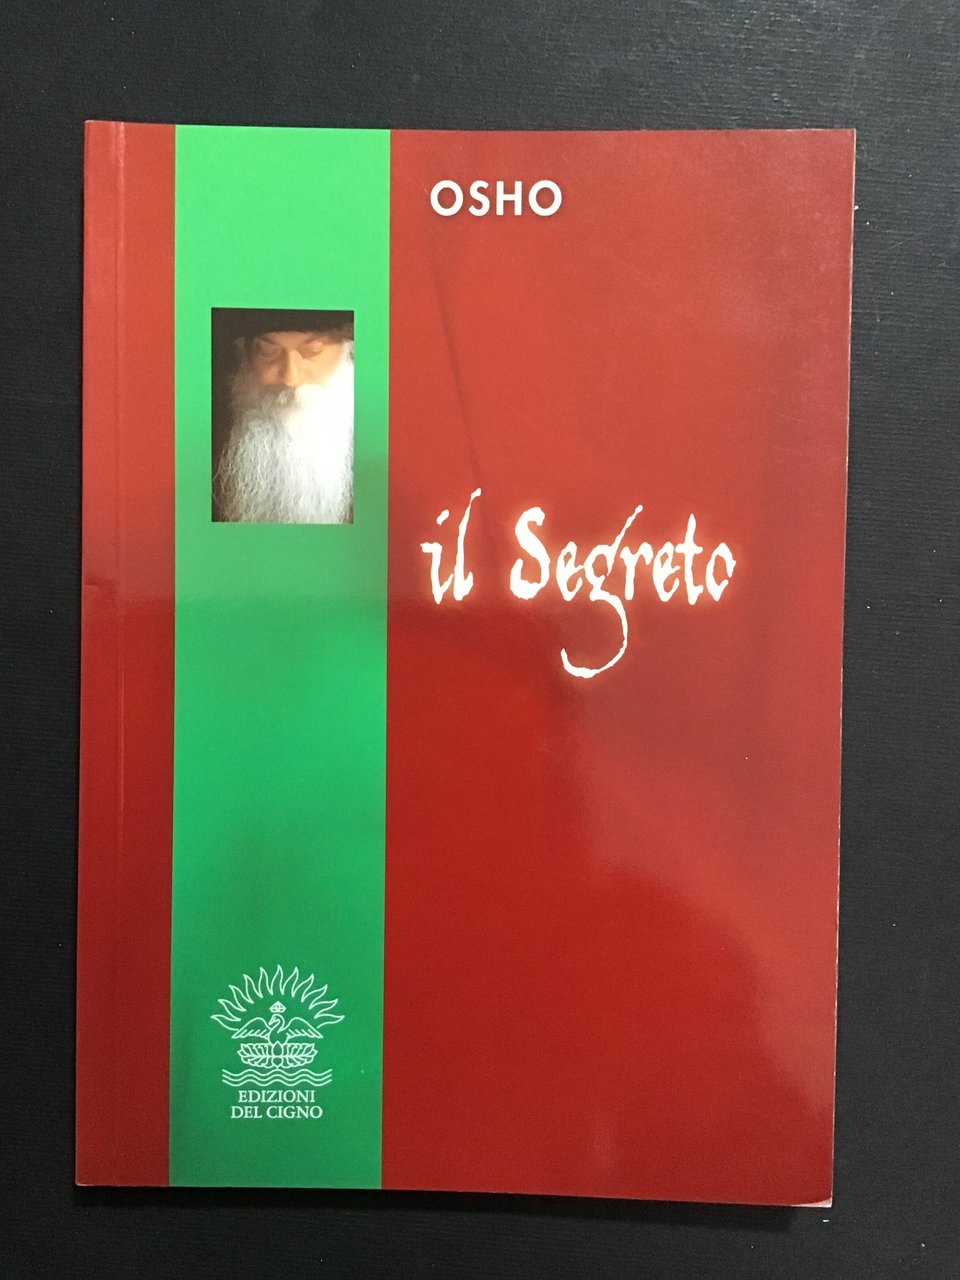 OSHO
il Segreto
EDIZIONI
DEL CIGNO